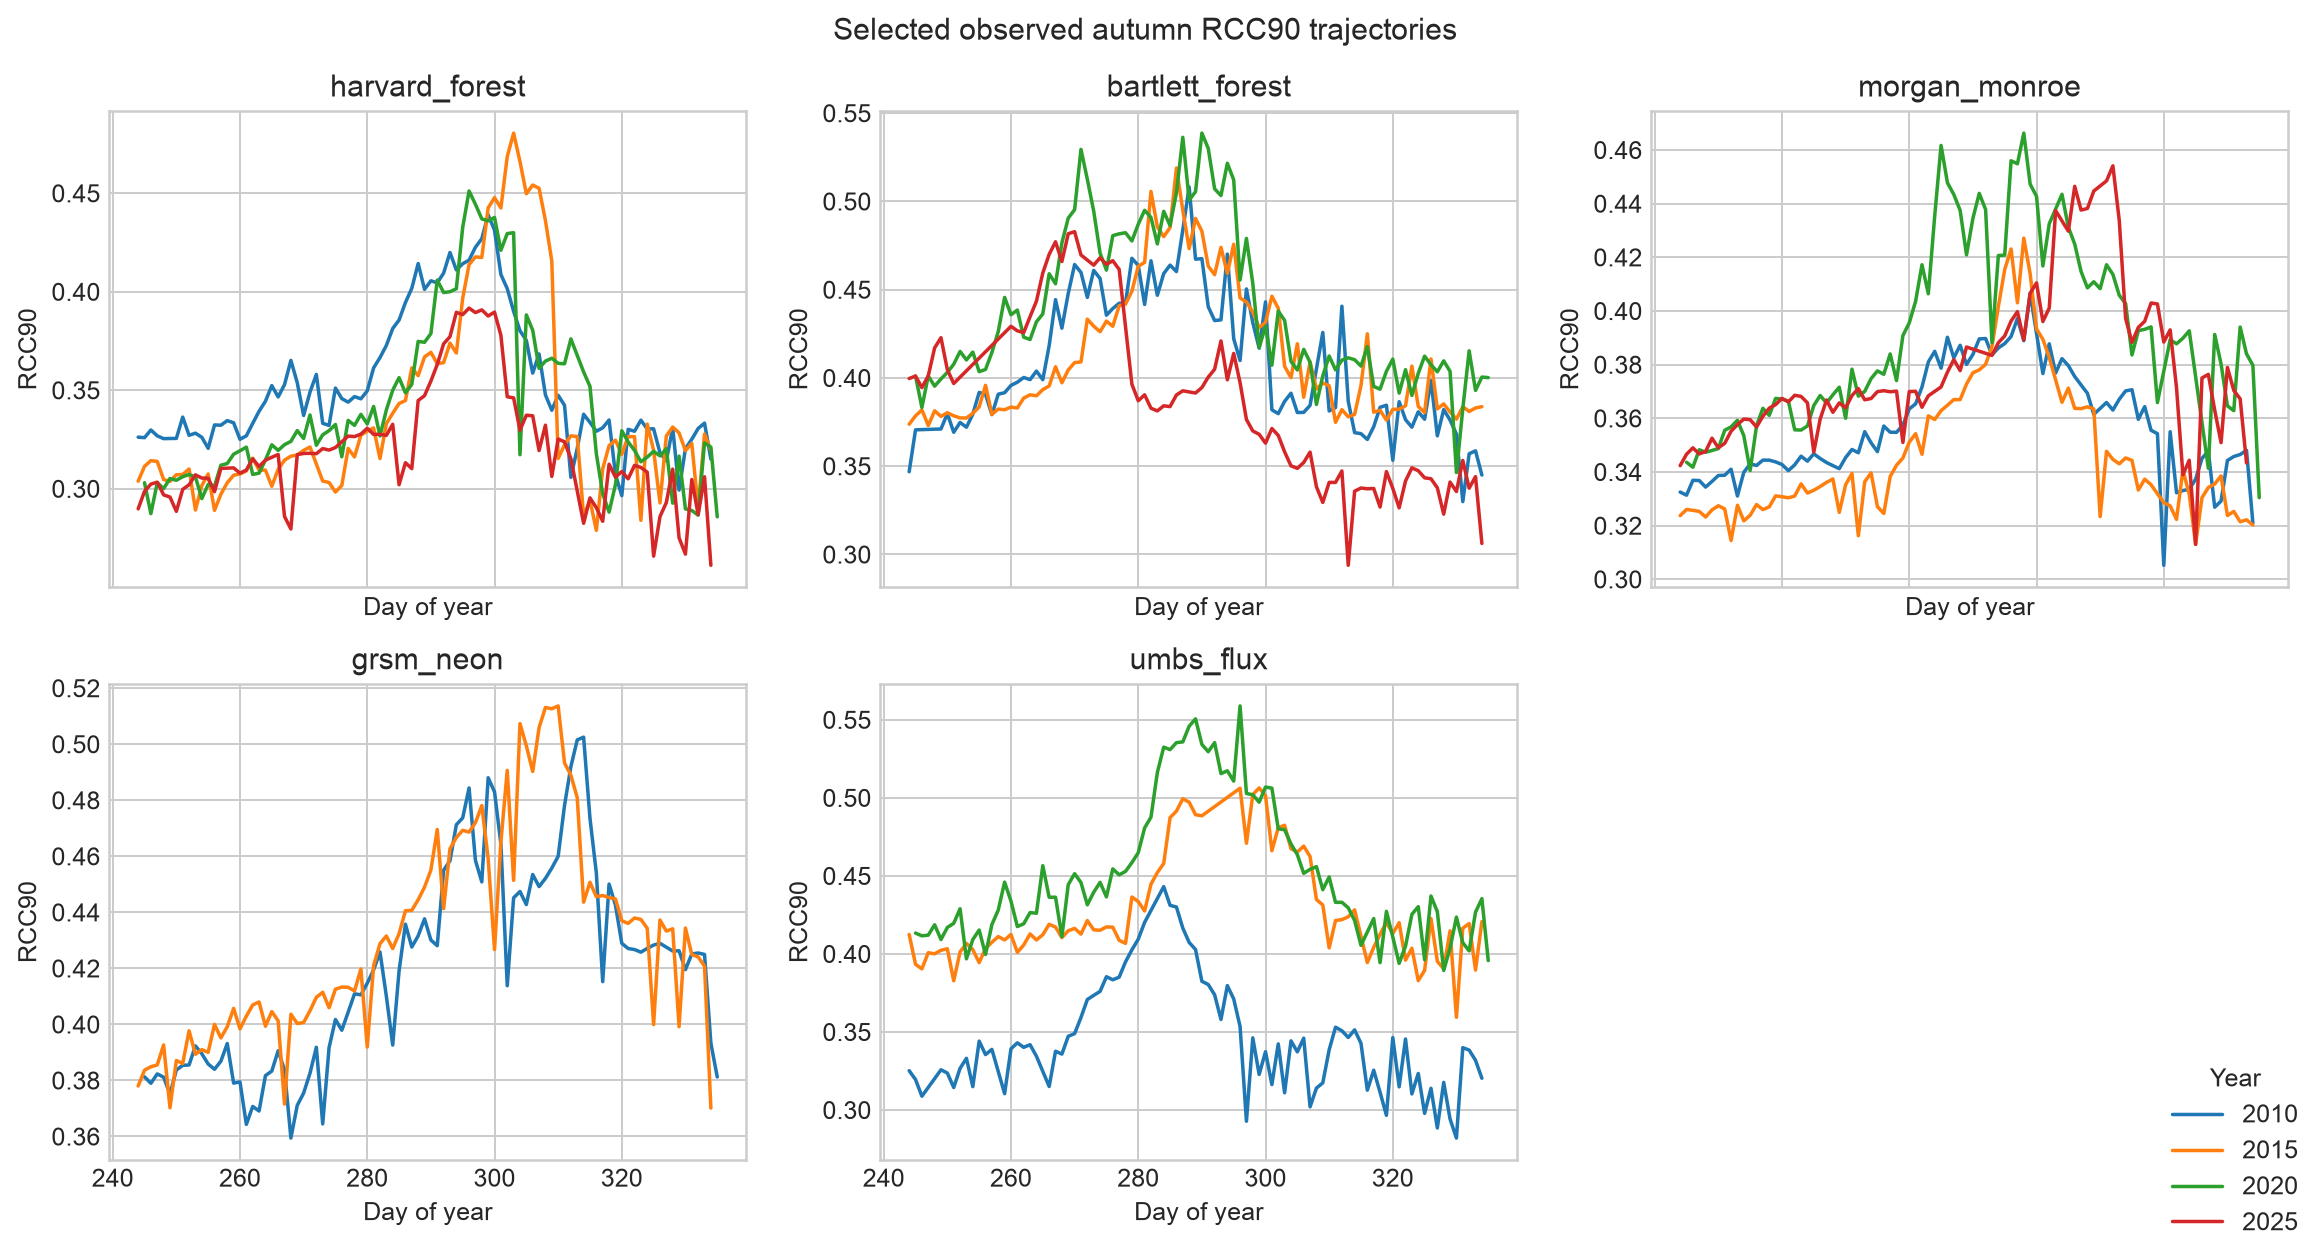 Selected observed autumn RCC90 trajectories
harvard_forest
bartlett_forest
morgan_monroe
0.45
0.40
0.35
0.30
RCC90
Day of year
0.55
0.50
0.45
0.40
0.35
0.30
RCC90
Day of year
0.46
0.44
0.42
0.40
0.38
0.36
0.34
0.32
0.30
RCC90
Day of year
grsm_neon
umbs_flux
0.52
0.50
0.48
0.46
0.44
0.42
0.40
0.38
0.36
RCC90
240 260 280 300 320
Day of year
0.55
0.50
0.45
0.40
0.35
0.30
RCC90
240 260 280 300 320
Day of year
Year
2010
2015
2020
2025